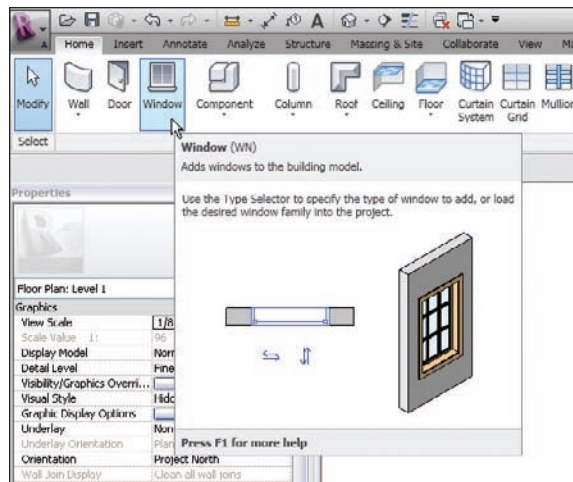 Home Insert Annotate Analyze Structure Massing & Site Collaborate View
Modify Wall Door Window Component Column Roof Ceiling Floor Curtain System Curtain Grid Mullion
Select
Window (WN)
Adds windows to the building model.
Use the Type Selector to specify the type of window to add, or load
the desired window family into the project.
Press F1 for more help
Properties
Floor Plan: Level 1
Graphics
View Scale 1/8
Scale Value 1: 96
Display Model Norr
Detail Level Fine
Visibility/Graphics Overri...
Visual Style Hidd
Graphic Display Options
Underlay Non
Underlay Orientation Plan
Orientation Project North
Wall Join Display Clean all wall joins